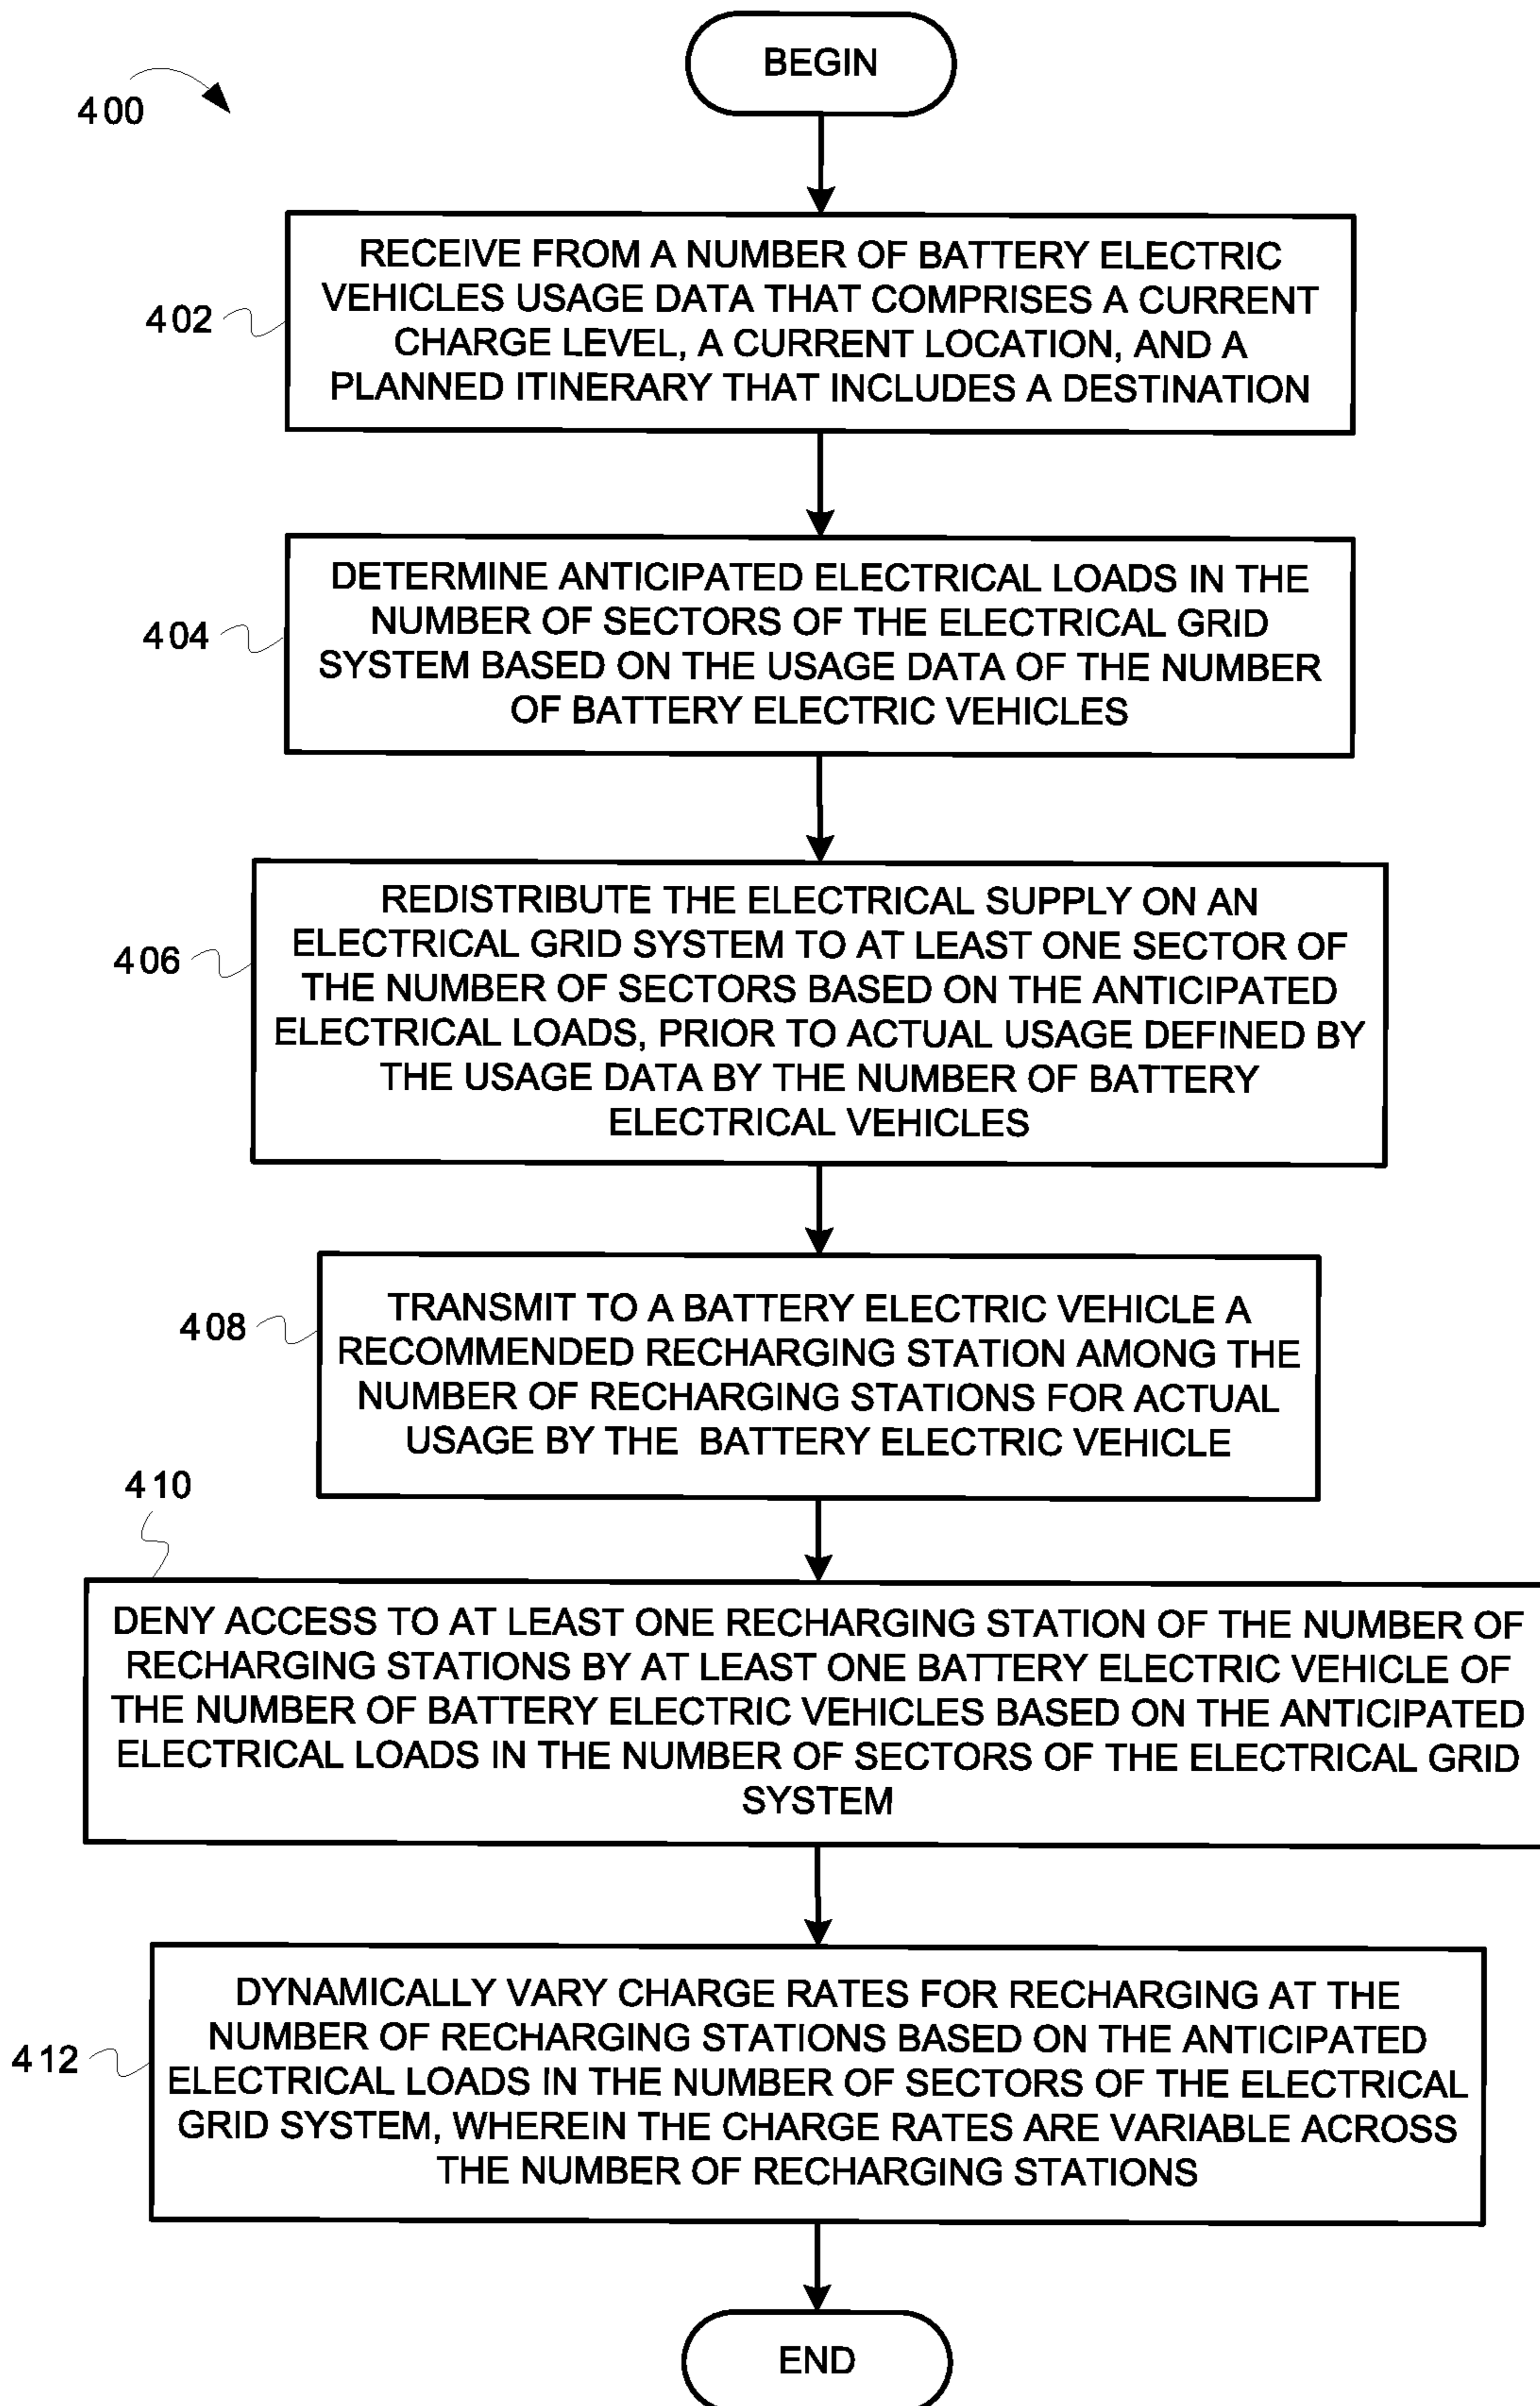 BEGIN
400
RECEIVE FROM A NUMBER OF BATTERY ELECTRIC
VEHICLES USAGE DATA THAT COMPRISES A CURRENT
CHARGE LEVEL, A CURRENT LOCATION, AND A
PLANNED ITINERARY THAT INCLUDES A DESTINATION
402
DETERMINE ANTICIPATED ELECTRICAL LOADS IN THE
NUMBER OF SECTORS OF THE ELECTRICAL GRID
SYSTEM BASED ON THE USAGE DATA OF THE NUMBER
OF BATTERY ELECTRIC VEHICLES
404
REDISTRIBUTE THE ELECTRICAL SUPPLY ON AN
ELECTRICAL GRID SYSTEM TO AT LEAST ONE SECTOR OF
THE NUMBER OF SECTORS BASED ON THE ANTICIPATED
ELECTRICAL LOADS, PRIOR TO ACTUAL USAGE DEFINED BY
THE USAGE DATA BY THE NUMBER OF BATTERY
ELECTRICAL VEHICLES
406
TRANSMIT TO A BATTERY ELECTRIC VEHICLE A
RECOMMENDED RECHARGING STATION AMONG THE
NUMBER OF RECHARGING STATIONS FOR ACTUAL
USAGE BY THE BATTERY ELECTRIC VEHICLE
408
410
DENY ACCESS TO AT LEAST ONE RECHARGING STATION OF THE NUMBER OF
RECHARGING STATIONS BY AT LEAST ONE BATTERY ELECTRIC VEHICLE OF
THE NUMBER OF BATTERY ELECTRIC VEHICLES BASED ON THE ANTICIPATED
ELECTRICAL LOADS IN THE NUMBER OF SECTORS OF THE ELECTRICAL GRID
SYSTEM
DYNAMICALLY VARY CHARGE RATES FOR RECHARGING AT THE
NUMBER OF RECHARGING STATIONS BASED ON THE ANTICIPATED
ELECTRICAL LOADS IN THE NUMBER OF SECTORS OF THE ELECTRICAL
GRID SYSTEM, WHEREIN THE CHARGE RATES ARE VARIABLE ACROSS
THE NUMBER OF RECHARGING STATIONS
412
END